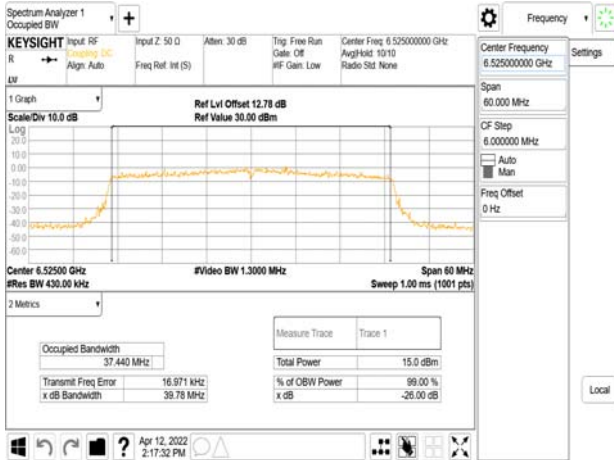 Spectrum Analyzer 1
Occupied BW
+
Frequency
KEYSIGHT
R
LVI
Input: RF
Coupling: DC
Align: Auto
Input Z: 50 Ω
Freq Ref: Int (S)
Atten: 30 dB
Trig: Free Run
Gate: Off
#IF Gain: Low
Center Freq: 6.525000000 GHz
Avg|Hold: 10/10
Radio Std: None
Center Frequency
6.525000000 GHz
Settings
Span
60.000 MHz
CF Step
6.000000 MHz
Auto
Man
Freq Offset
0 Hz
Local
1 Graph
Scale/Div 10.0 dB
Ref Lvl Offset 12.78 dB
Ref Value 30.00 dBm
Log
20.0
10.0
0.00
-10.0
-20.0
-30.0
-40.0
-50.0
-60.0
Center 6.52500 GHz
#Res BW 430.00 kHz
#Video BW 1.3000 MHz
Span 60 MHz
Sweep 1.00 ms (1001 pts)
2 Metrics
Measure Trace
Trace 1
Occupied Bandwidth
37.440 MHz
Total Power
15.0 dBm
Transmit Freq Error
16.971 kHz
% of OBW Power
99.00 %
x dB Bandwidth
39.78 MHz
x dB
-26.00 dB
?
Apr 12, 2022
2:17:32 PM